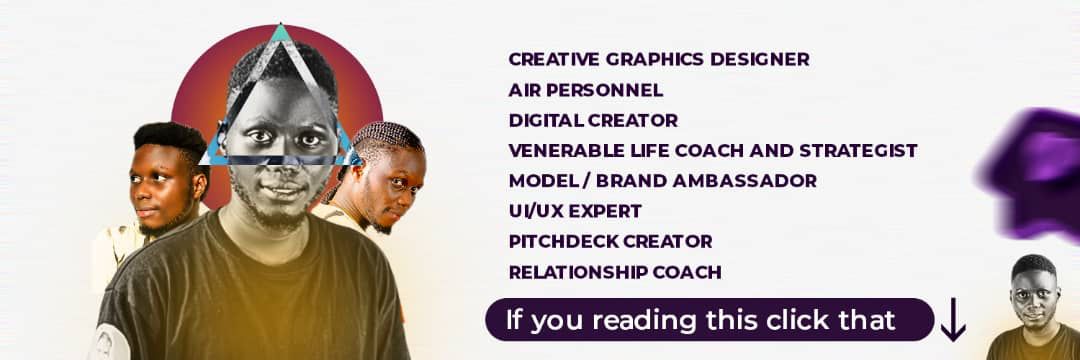 CREATIVE GRAPHICS DESIGNER
AIR PERSONNEL
DIGITAL CREATOR
VENERABLE LIFE COACH AND STRATEGIST
MODEL / BRAND AMBASSADOR
UI/UX EXPERT
PITCHDECK CREATOR
RELATIONSHIP COACH
If you reading this click that